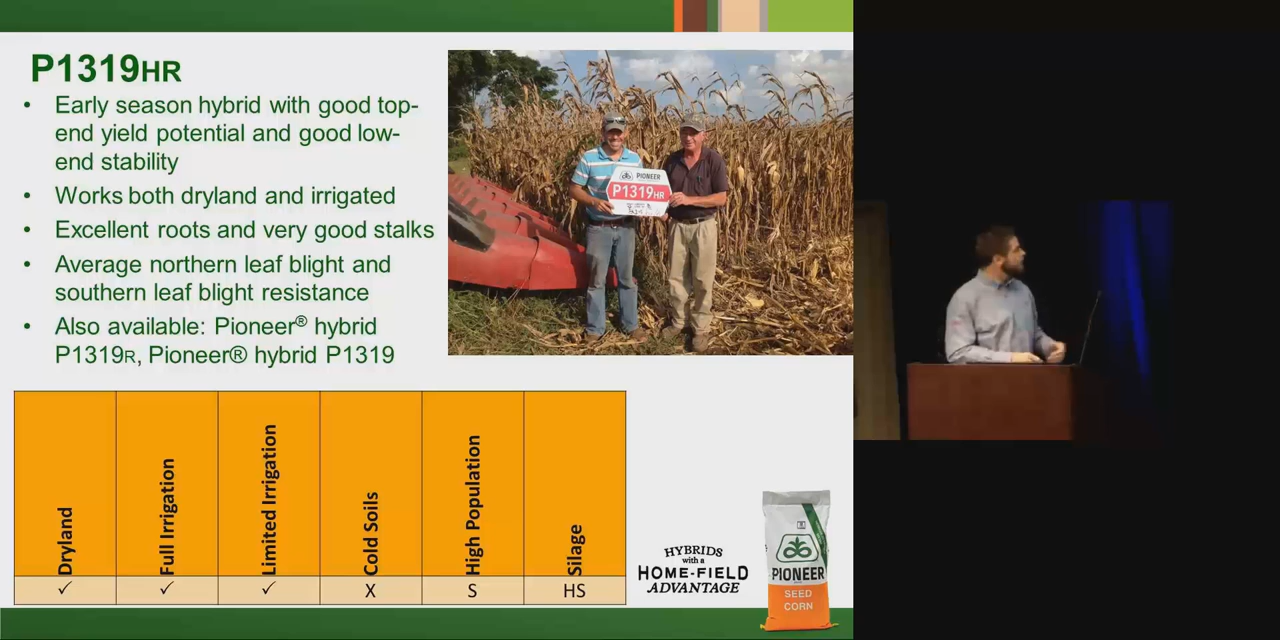 P1319HR
• Early season hybrid with good top-
end yield potential and good low-
end stability
• Works both dryland and irrigated
• Excellent roots and very good stalks
• Average northern leaf blight and
southern leaf blight resistance
• Also available: Pioneer® hybrid
P1319R, Pioneer® hybrid P1319
PIONEER
P1319HR
Dryland
Full Irrigation
Limited Irrigation
Cold Soils
High Population
Silage
✓ ✓ ✓ X S HS
HYBRIDS
with a
HOME-FIELD
ADVANTAGE
PIONEER
SEED
CORN